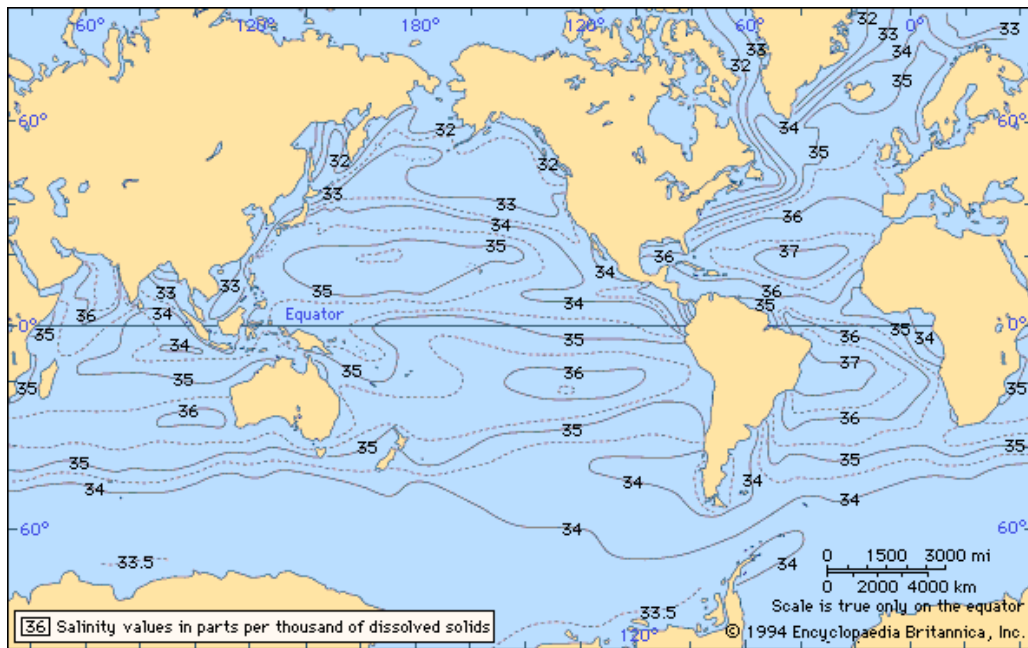 60° 120° 180° 120° 60° 0°
32 33 34 35
33
33
32
60° 60°
32 32 32
34
35
33 33 34
36
35 36 37
34
33 33 35 34 36
36 34 35
Equator
0° 35 34 35 36 35 34 0°
35 35 35 36 37 35
36 36
35 35 35 35 35
34 34 34 34
34
60° 60°
33.5
34
33.5
0 1500 3000 mi
0 2000 4000 km
Scale is true only on the equator
36 Salinity values in parts per thousand of dissolved solids
120°
© 1994 Encyclopaedia Britannica, Inc.